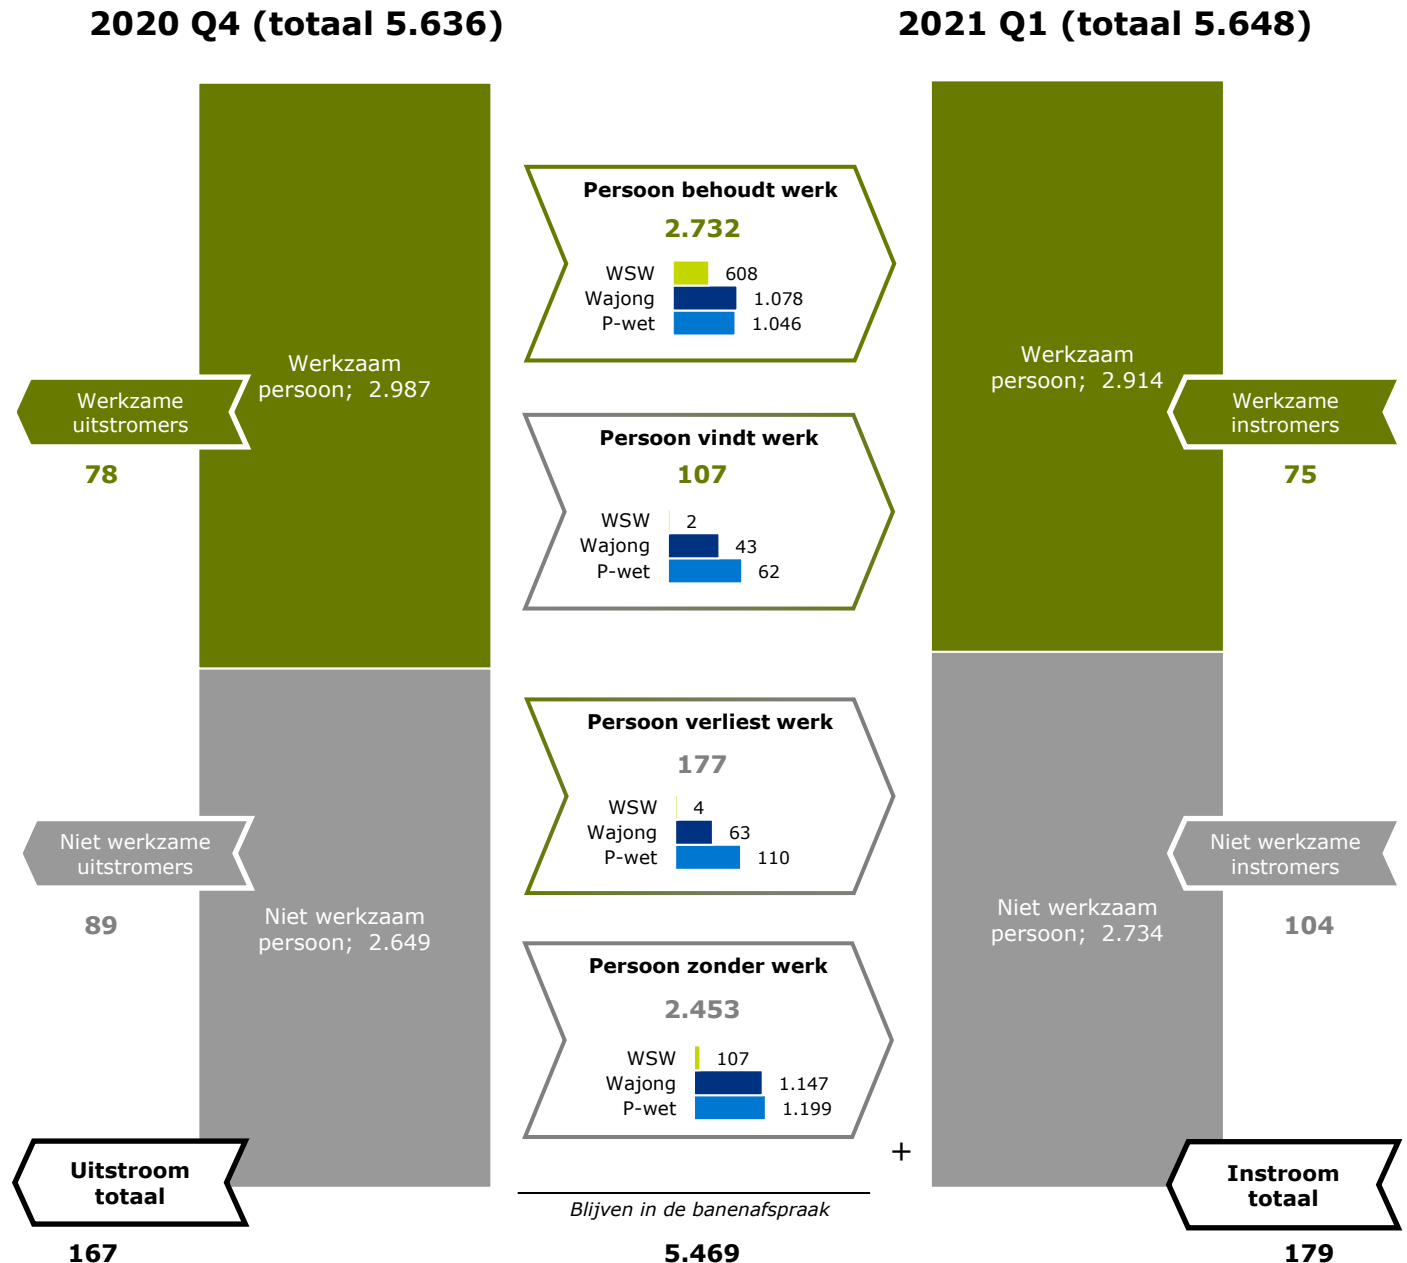 2020 Q4 (totaal 5.636)
2021 Q1 (totaal 5.648)
Werkzaam
persoon;  2.987
Werkzame
uitstromers
78
Niet werkzaam
persoon;  2.649
Niet werkzame
uitstromers
89
Uitstroom
totaal
167
Persoon behoudt werk
2.732
WSW 608
Wajong 1.078
P-wet 1.046
Persoon vindt werk
107
WSW 2
Wajong 43
P-wet 62
Persoon verliest werk
177
WSW 4
Wajong 63
P-wet 110
Persoon zonder werk
2.453
WSW 107
Wajong 1.147
P-wet 1.199
+
Blijven in de banenafspraak
5.469
Werkzaam
persoon;  2.914
Werkzame
instromers
75
Niet werkzaam
persoon;  2.734
Niet werkzame
instromers
104
Instroom
totaal
179